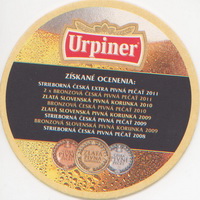 Urpiner
ZÍSKANÉ OCENENIA:
STRIEBORNÁ ČESKÁ EXTRA PIVNÁ PEČAŤ 2011
2 x BRONZOVÁ ČESKÁ PIVNÁ PEČAŤ 2011
ZLATÁ SLOVENSKÁ PIVNÁ KORUNKA 2010
BRONZOVÁ ČESKÁ PIVNÁ PEČAŤ 2010
ZLATÁ SLOVENSKÁ PIVNÁ KORUNKA 2009
STRIEBORNÁ ČESKÁ PIVNÁ PEČAŤ 2009
BRONZOVÁ SLOVENSKÁ PIVNÁ KORUNKA 2009
STRIEBORNÁ ČESKÁ PIVNÁ PEČAŤ 2008